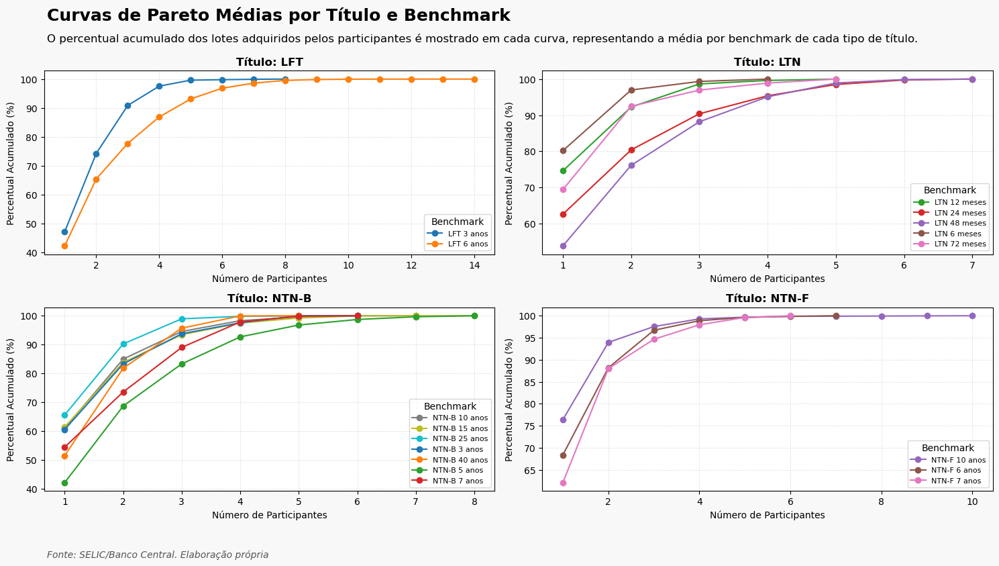 Curvas de Pareto Médias por Título e Benchmark
O percentual acumulado dos lotes adquiridos pelos participantes é mostrado em cada curva, representando a média por benchmark de cada tipo de título.
Título: LFT
Percentual Acumulado (%)
100
90
80
70
60
50
40
2 4 6 8 10 12 14
Número de Participantes
Benchmark
LFT 3 anos
LFT 6 anos
Título: LTN
Percentual Acumulado (%)
100
90
80
70
60
1 2 3 4 5 6 7
Número de Participantes
Benchmark
LTN 12 meses
LTN 24 meses
LTN 48 meses
LTN 6 meses
LTN 72 meses
Título: NTN-B
Percentual Acumulado (%)
100
90
80
70
60
50
40
1 2 3 4 5 6 7 8
Número de Participantes
Benchmark
NTN-B 10 anos
NTN-B 15 anos
NTN-B 25 anos
NTN-B 3 anos
NTN-B 40 anos
NTN-B 5 anos
NTN-B 7 anos
Título: NTN-F
Percentual Acumulado (%)
100
95
90
85
80
75
70
65
2 4 6 8 10
Número de Participantes
Benchmark
NTN-F 10 anos
NTN-F 6 anos
NTN-F 7 anos
Fonte: SELIC/Banco Central. Elaboração própria